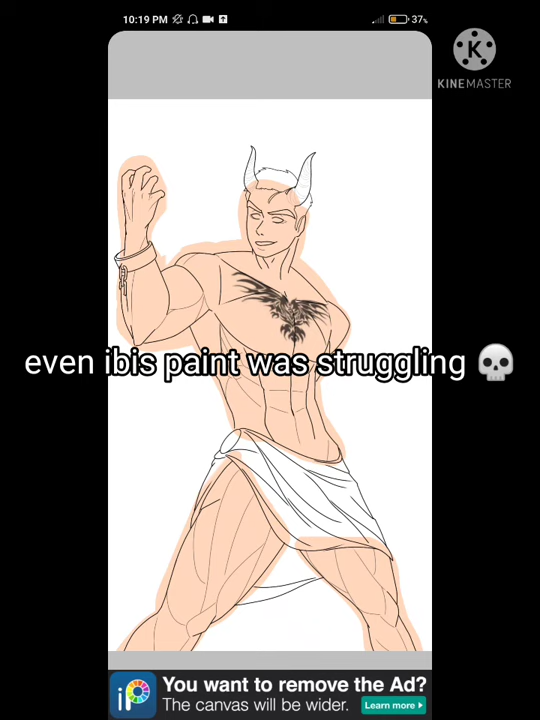 10:19 PM
37%
KINEMASTER
even ibis paint was struggling 💀
You want to remove the Ad?
The canvas will be wider.
Learn more